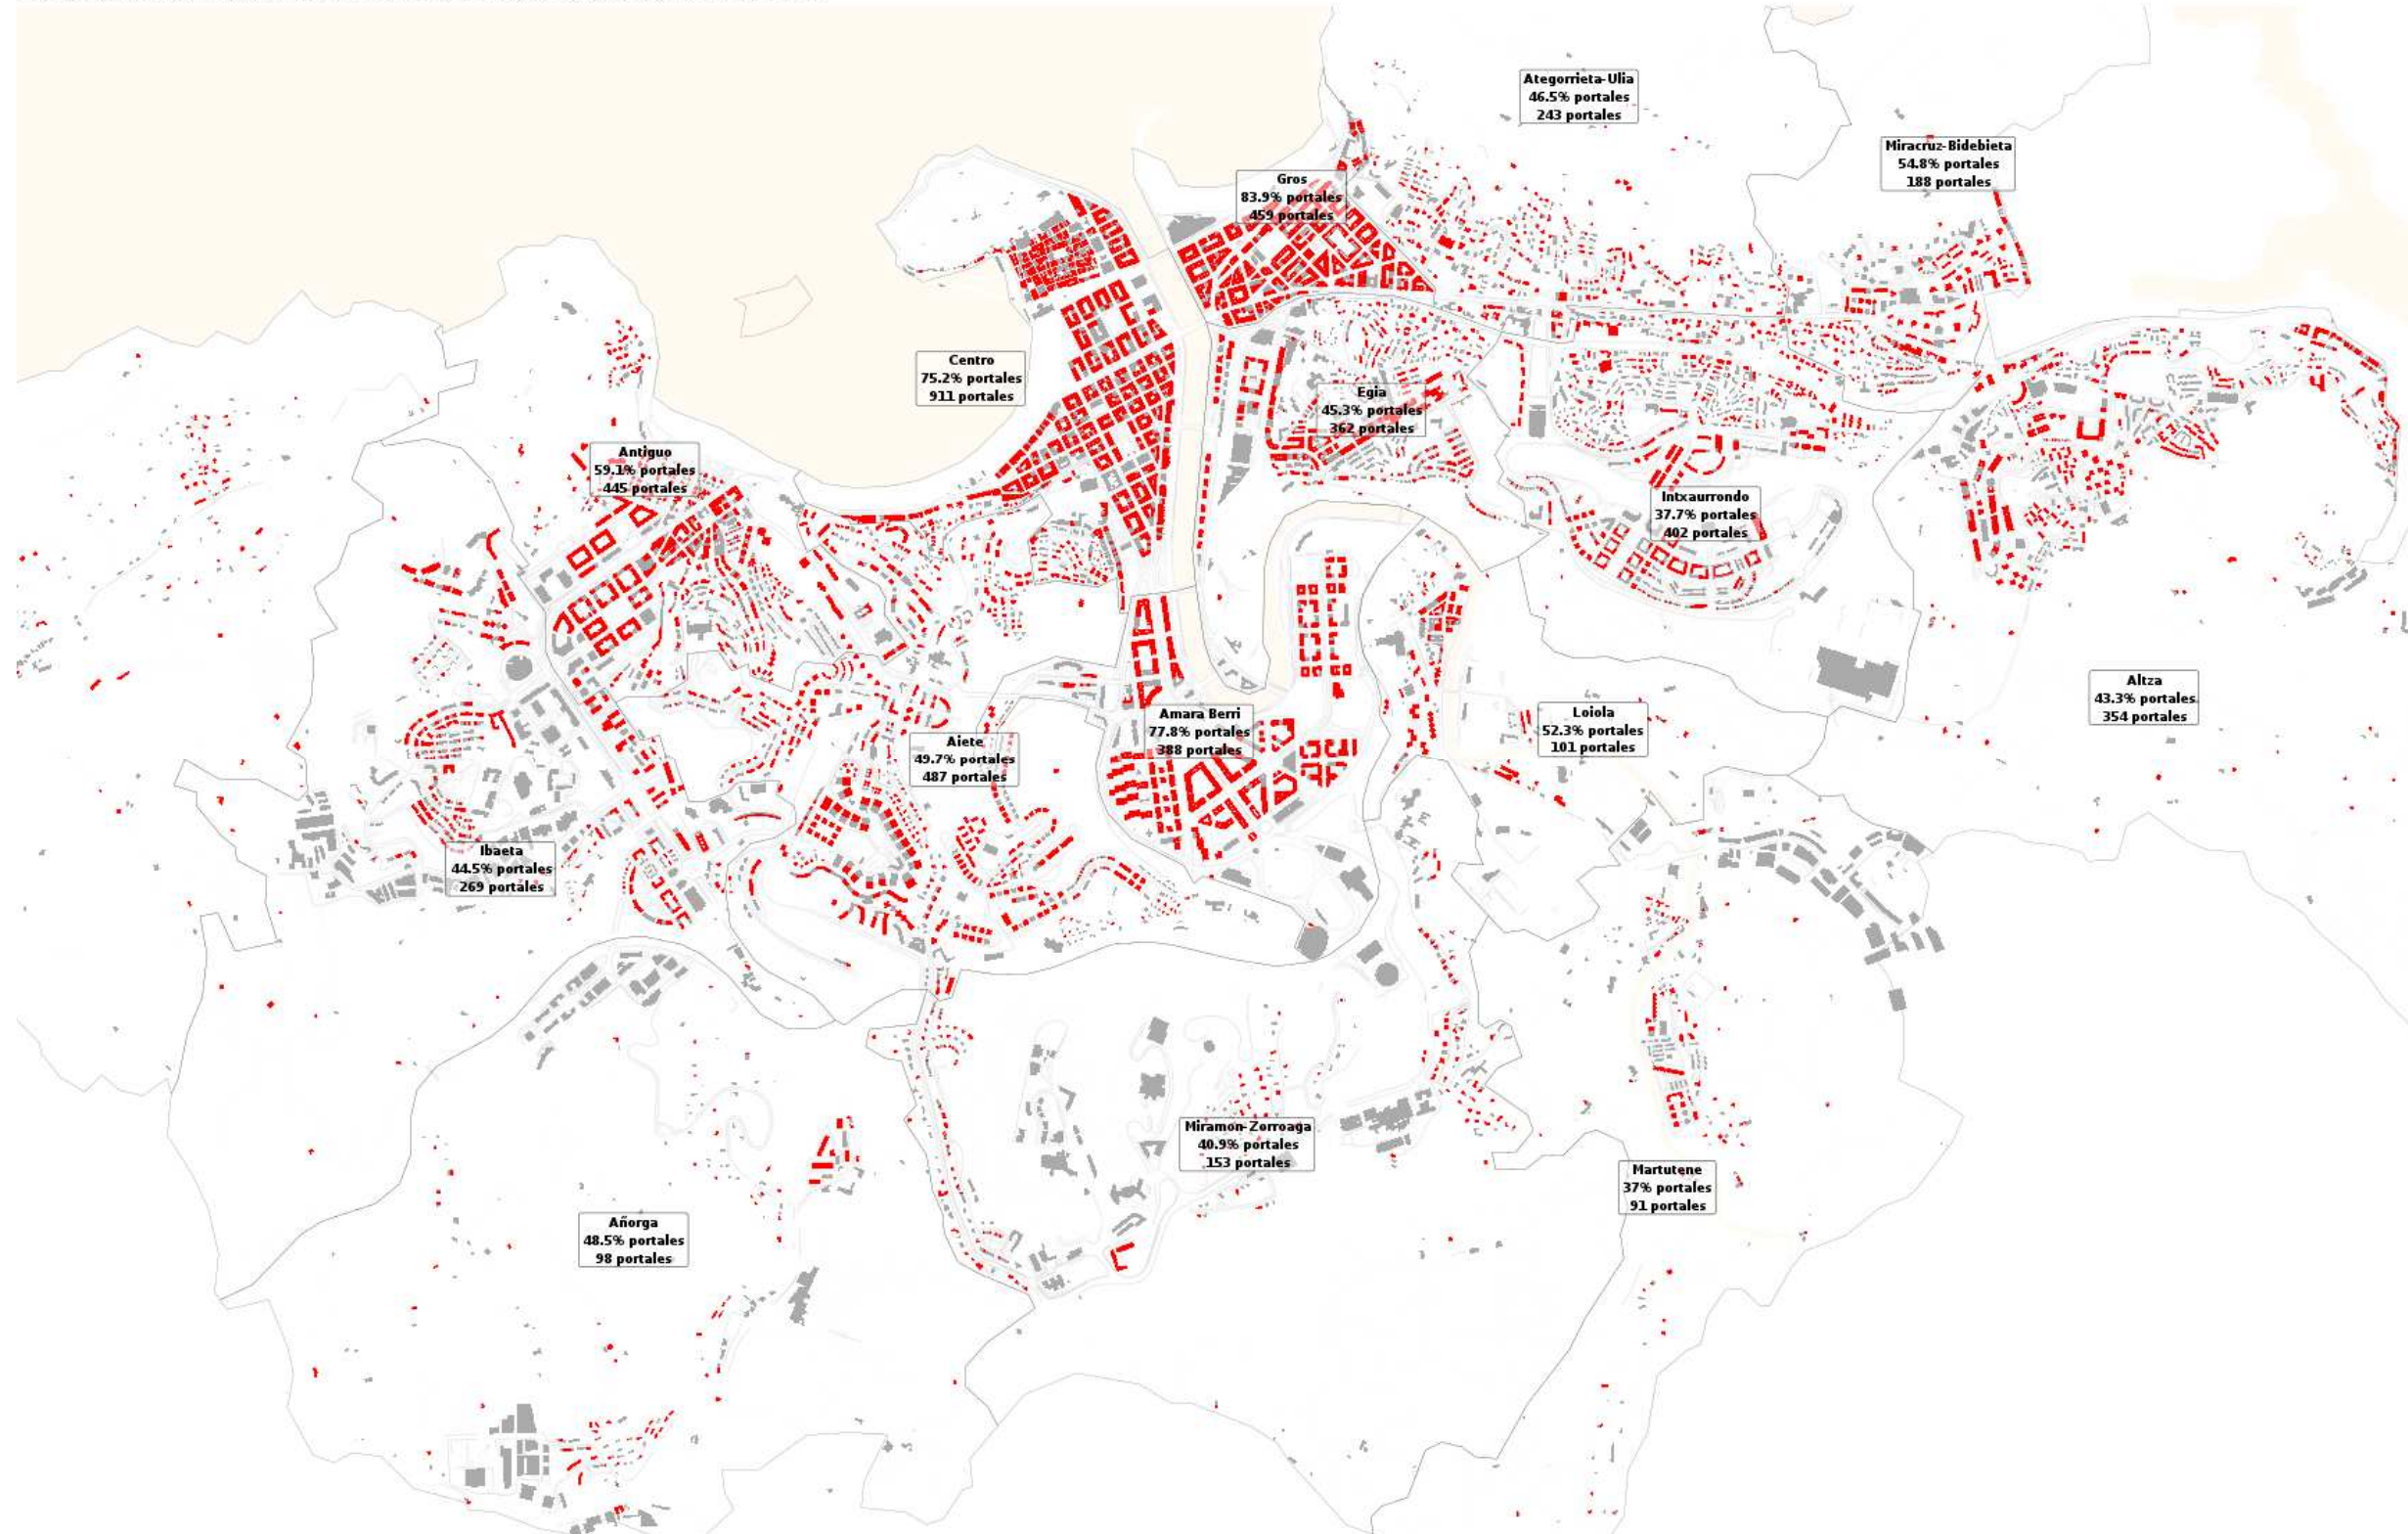 Ategorrieta-Ulia
46.5% portales
243 portales
Miracruz-Bidebieta
54.8% portales
188 portales
Gros
83.9% portales
459 portales
Centro
75.2% portales
911 portales
Egia
45.3% portales
362 portales
Antiguo
59.1% portales
445 portales
Intxaurrondo
37.7% portales
402 portales
Altza
43.3% portales
354 portales
Amara Berri
77.8% portales
388 portales
Loiola
52.3% portales
101 portales
Aiete
49.7% portales
487 portales
Ibaeta
44.5% portales
269 portales
Miramon-Zorroaga
40.9% portales
153 portales
Martutene
37% portales
91 portales
Añorga
48.5% portales
98 portales